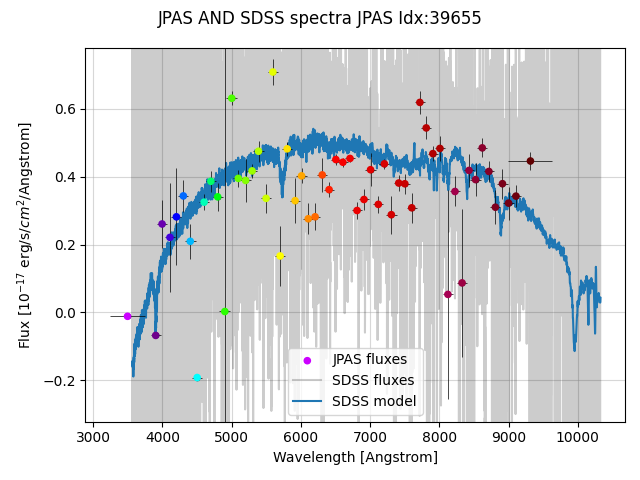 JPAS AND SDSS spectra JPAS Idx:39655
Flux [10⁻¹⁷ erg/s/cm²/Angstrom]
0.6
0.4
0.2
0.0
−0.2
JPAS fluxes
SDSS fluxes
SDSS model
3000 4000 5000 6000 7000 8000 9000 10000
Wavelength [Angstrom]